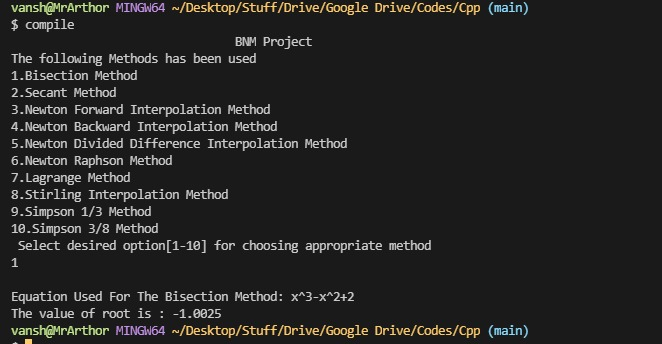 vansh@MrArthor MINGW64 ~/Desktop/Stuff/Drive/Google Drive/Codes/Cpp (main)
$ compile
BNM Project
The following Methods has been used
1.Bisection Method
2.Secant Method
3.Newton Forward Interpolation Method
4.Newton Backward Interpolation Method
5.Newton Divided Difference Interpolation Method
6.Newton Raphson Method
7.Lagrange Method
8.Stirling Interpolation Method
9.Simpson 1/3 Method
10.Simpson 3/8 Method
Select desired option[1-10] for choosing appropriate method
1
Equation Used For The Bisection Method: x^3-x^2+2
The value of root is : -1.0025
vansh@MrArthor MINGW64 ~/Desktop/Stuff/Drive/Google Drive/Codes/Cpp (main)
$